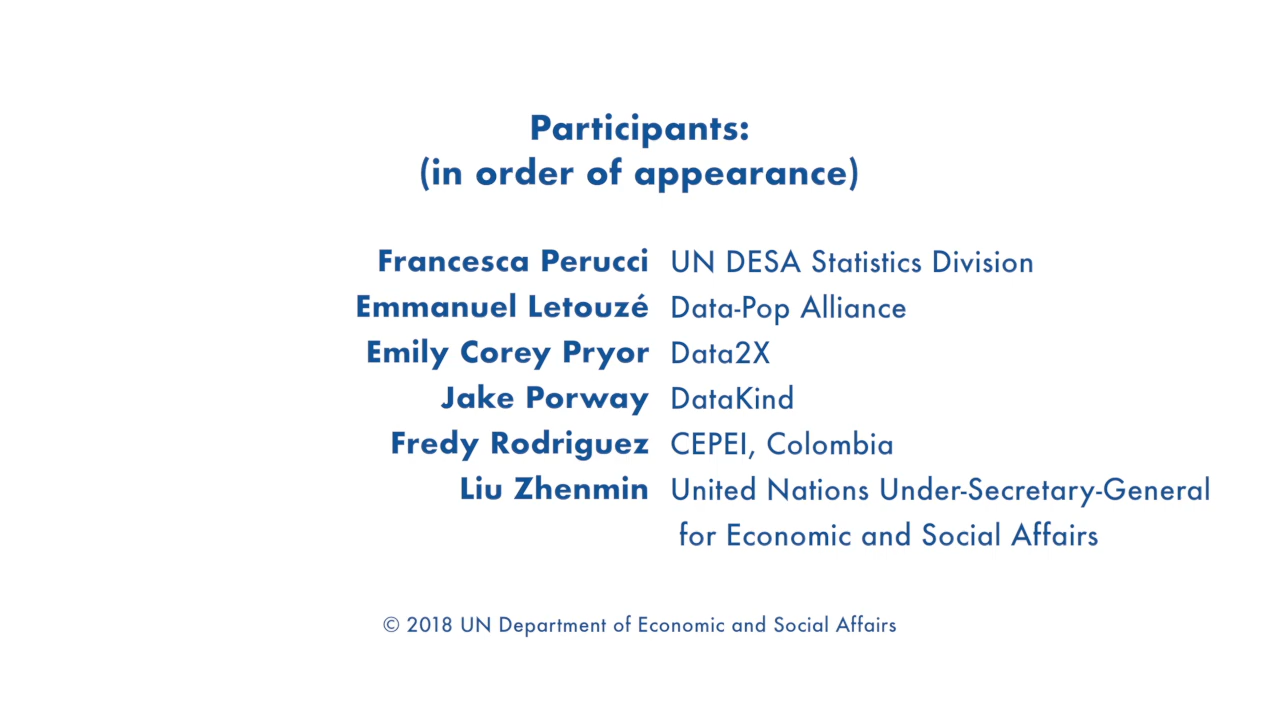 Participants:
(in order of appearance)
Francesca Perucci UN DESA Statistics Division
Emmanuel Letouzé Data-Pop Alliance
Emily Corey Pryor Data2X
Jake Porway DataKind
Fredy Rodriguez CEPEI, Colombia
Liu Zhenmin United Nations Under-Secretary-General
for Economic and Social Affairs
© 2018 UN Department of Economic and Social Affairs